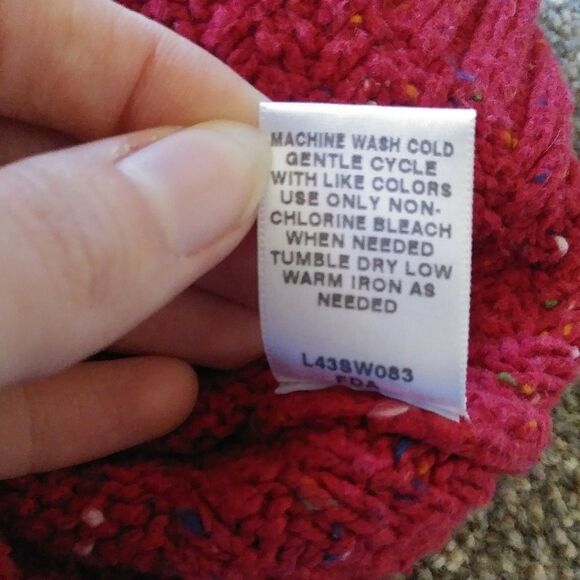 MACHINE WASH COLD
GENTLE CYCLE
WITH LIKE COLORS
USE ONLY NON-
CHLORINE BLEACH
WHEN NEEDED
TUMBLE DRY LOW
WARM IRON AS
NEEDED
L43SW083
FDA